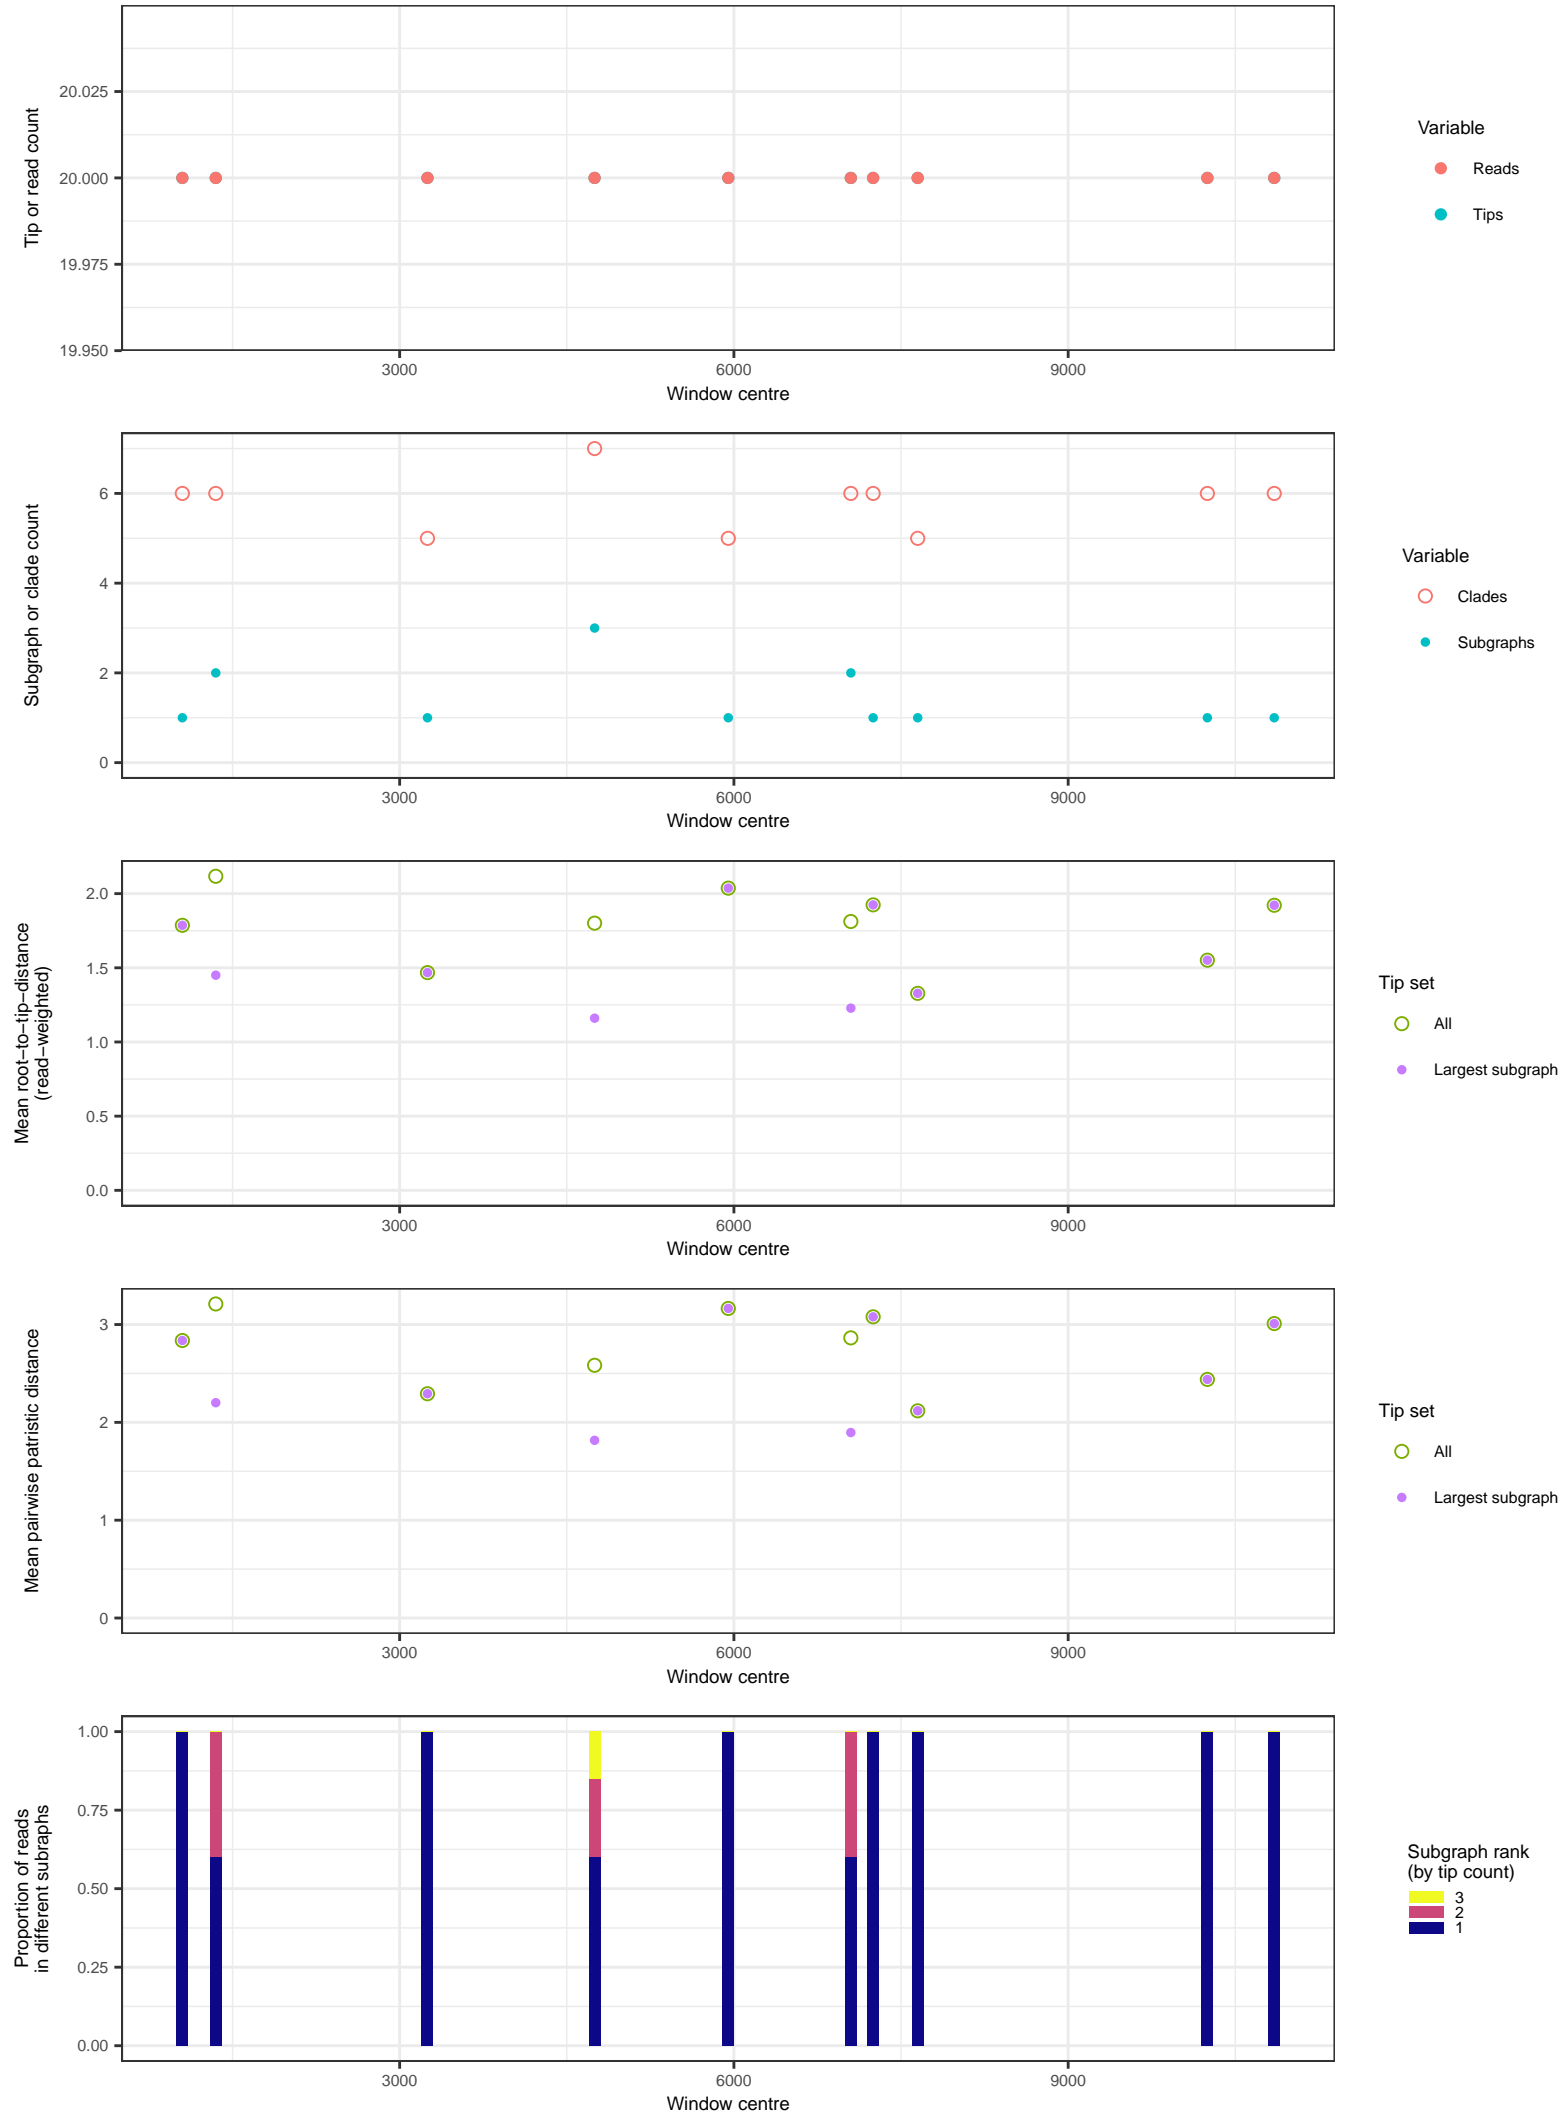 Tip or read count
20.025
20.000
19.975
19.950
3000
6000
9000
Window centre
Variable
Reads
Tips
Subgraph or clade count
6
4
2
0
3000
6000
9000
Window centre
Variable
Clades
Subgraphs
Mean root−to−tip−distance
(read−weighted)
2.0
1.5
1.0
0.5
0.0
3000
6000
9000
Window centre
Tip set
All
Largest subgraph
Mean pairwise patristic distance
3
2
1
0
3000
6000
9000
Window centre
Tip set
All
Largest subgraph
Proportion of reads
in different subraphs
1.00
0.75
0.50
0.25
0.00
3000
6000
9000
Window centre
Subgraph rank
(by tip count)
3
2
1